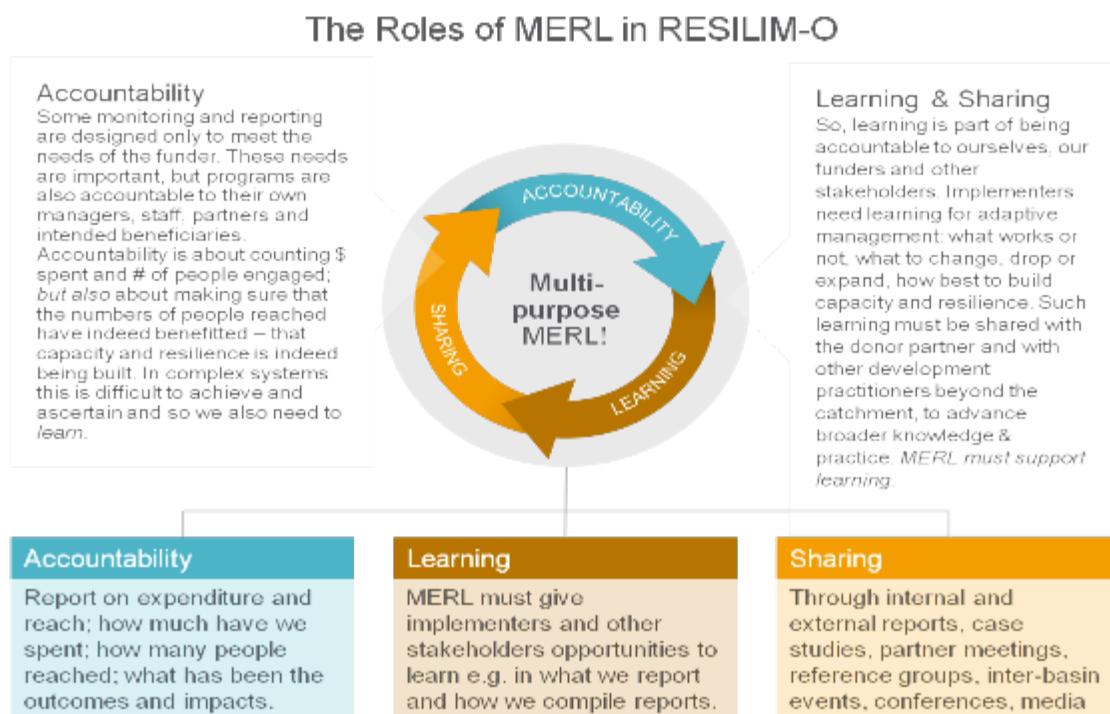 The Roles of MERL in RESILIM-O
Accountability
Some monitoring and reporting
are designed only to meet the
needs of the funder. These needs
are important, but programs are
also accountable to their own
managers, staff, partners and
intended beneficiaries.
Accountability is about counting $
spent and # of people engaged;
but also about making sure that
the numbers of people reached
have indeed benefitted – that
capacity and resilience is indeed
being built. In complex systems
this is difficult to achieve and
ascertain and so we also need to
learn.
ACCOUNTABILITY
LEARNING
SHARING
Multi-
purpose
MERL!
Learning & Sharing
So, learning is part of being
accountable to ourselves, our
funders and other
stakeholders. Implementers
need learning for adaptive
management: what works or
not, what to change, drop or
expand, how best to build
capacity and resilience. Such
learning must be shared with
the donor partner and with
other development
practitioners beyond the
catchment, to advance
broader knowledge &
practice. MERL must support
learning.
Accountability
Report on expenditure and
reach; how much have we
spent; how many people
reached; what has been the
outcomes and impacts.
Learning
MERL must give
implementers and other
stakeholders opportunities to
learn e.g. in what we report
and how we compile reports.
Sharing
Through internal and
external reports, case
studies, partner meetings,
reference groups, inter-basin
events, conferences, media